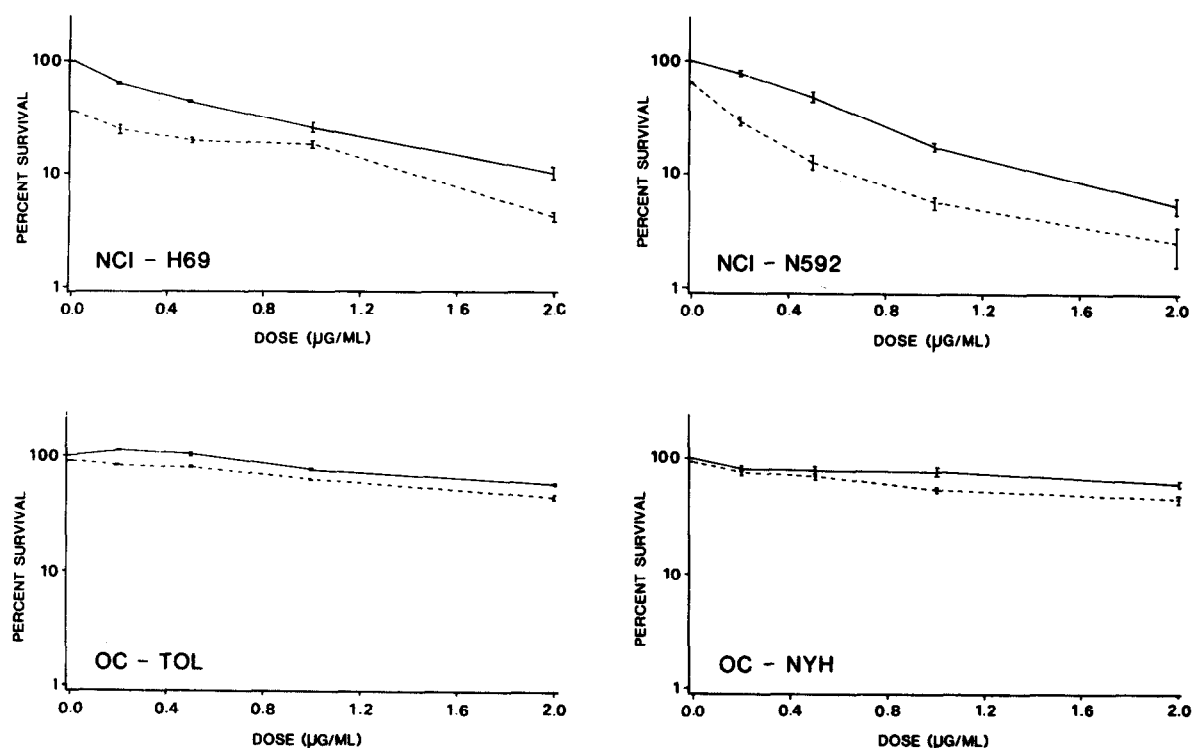 100
10
1
PERCENT SURVIVAL
NCI - H69
0.0 0.4 0.8 1.2 1.6 2.0
DOSE (µG/ML)
100
10
1
PERCENT SURVIVAL
NCI - N592
0.0 0.4 0.8 1.2 1.6 2.0
DOSE (µG/ML)
100
10
1
PERCENT SURVIVAL
OC - TOL
0.0 0.4 0.8 1.2 1.6 2.0
DOSE (µG/ML)
100
10
1
PERCENT SURVIVAL
OC - NYH
0.0 0.4 0.8 1.2 1.6 2.0
DOSE (µG/ML)